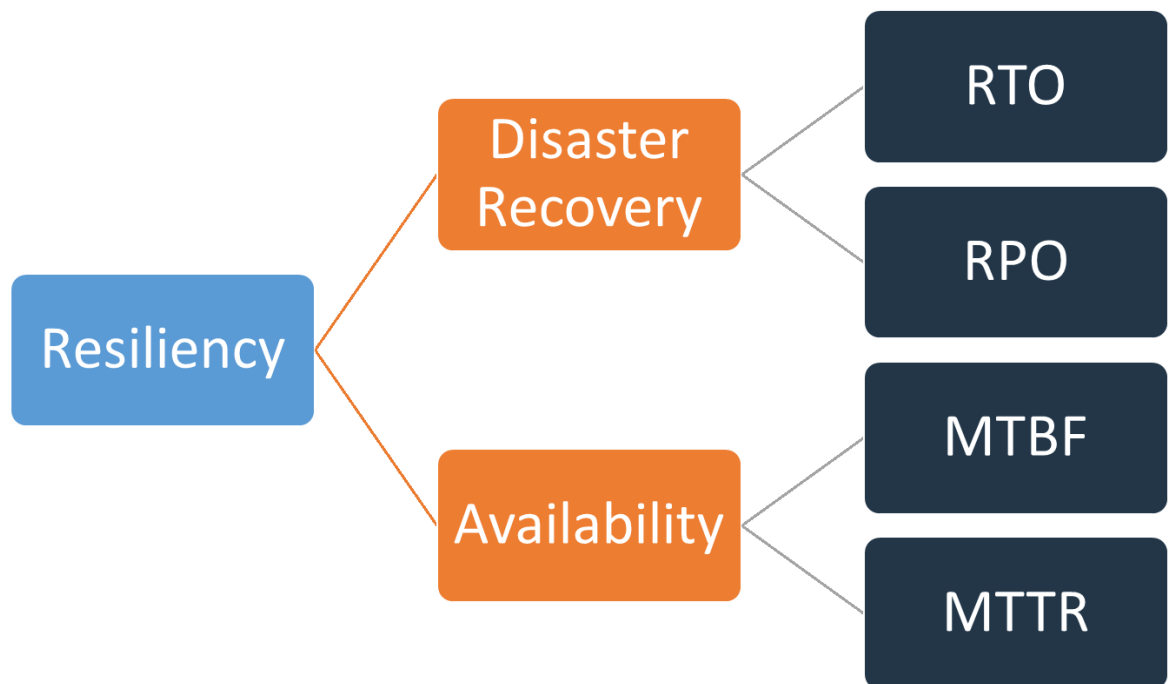 Resiliency
Disaster
Recovery
Availability
RTO
RPO
MTBF
MTTR